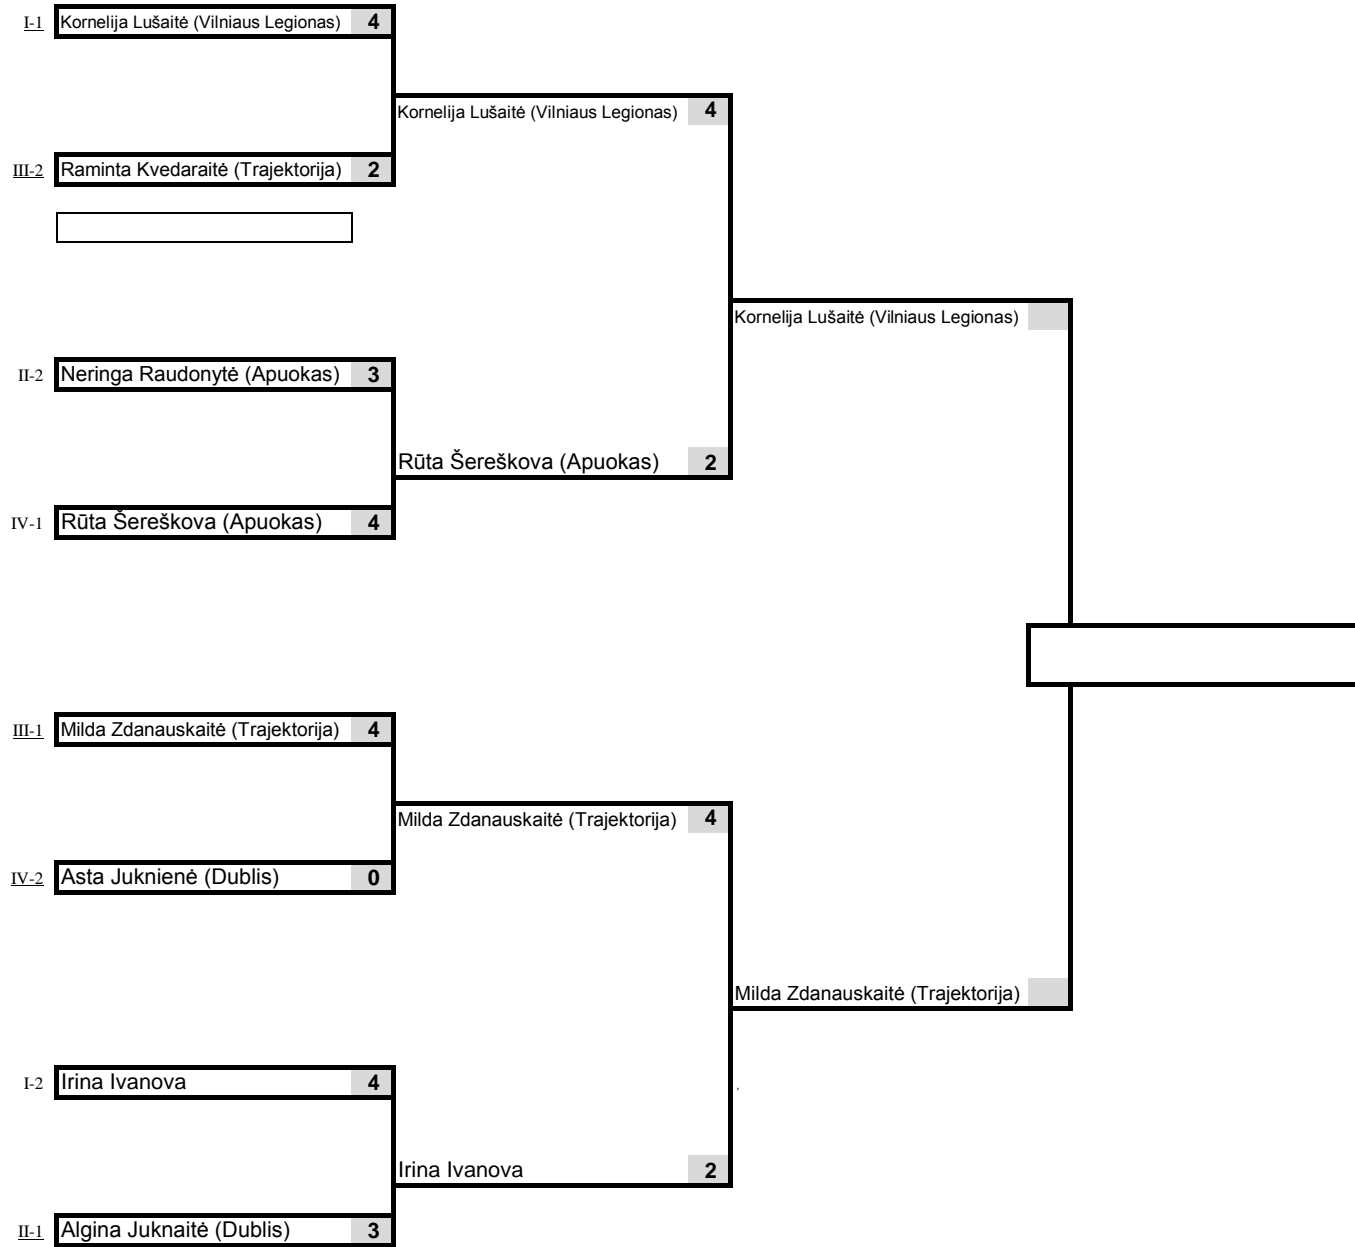 I-1 Kornelija Lušaitė (Vilniaus Legionas) 4
Kornelija Lušaitė (Vilniaus Legionas) 4
III-2 Raminta Kvedaraitė (Trajektorija) 2
Kornelija Lušaitė (Vilniaus Legionas)
II-2 Neringa Raudonytė (Apuokas) 3
Rūta Šereškova (Apuokas) 2
IV-1 Rūta Šereškova (Apuokas) 4
III-1 Milda Zdanauskaitė (Trajektorija) 4
Milda Zdanauskaitė (Trajektorija) 4
IV-2 Asta Juknienė (Dublis) 0
Milda Zdanauskaitė (Trajektorija)
I-2 Irina Ivanova 4
Irina Ivanova 2
II-1 Algina Juknaitė (Dublis) 3